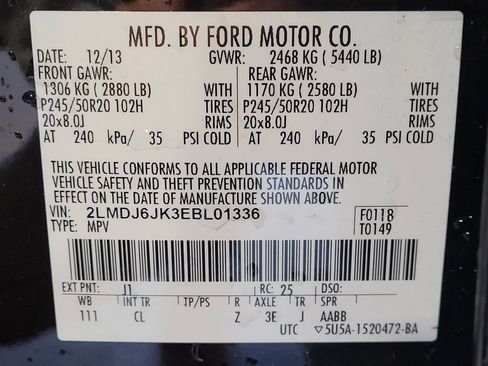 MFD. BY FORD MOTOR CO.
DATE: 12/13 GVWR: 2468 KG (5440 LB)
FRONT GAWR: REAR GAWR:
1306 KG (2880 LB) 1170 KG (2580 LB) WITH
P245/50R20 102H TIRES P245/50R20 102H TIRES
20x8.0J RIMS 20x8.0J RIMS
AT 240 kPa/ 35 PSI COLD AT 240 kPa/ 35 PSI COLD
THIS VEHICLE CONFORMS TO ALL APPLICABLE FEDERAL MOTOR
VEHICLE SAFETY AND THEFT PREVENTION STANDARDS IN
EFFECT ON THE DATE OF MANUFACTURE SHOWN ABOVE.
VIN: 2LMDJ6JK3EBL01336 F0118
TYPE: MPV T0149
EXT PNT: J1 RC: 25 DSO:
WB INT TR TP/PS R AXLE TR SPR
111 CL Z 3E J AABB
UTC ▽5U5A-1520472-BA